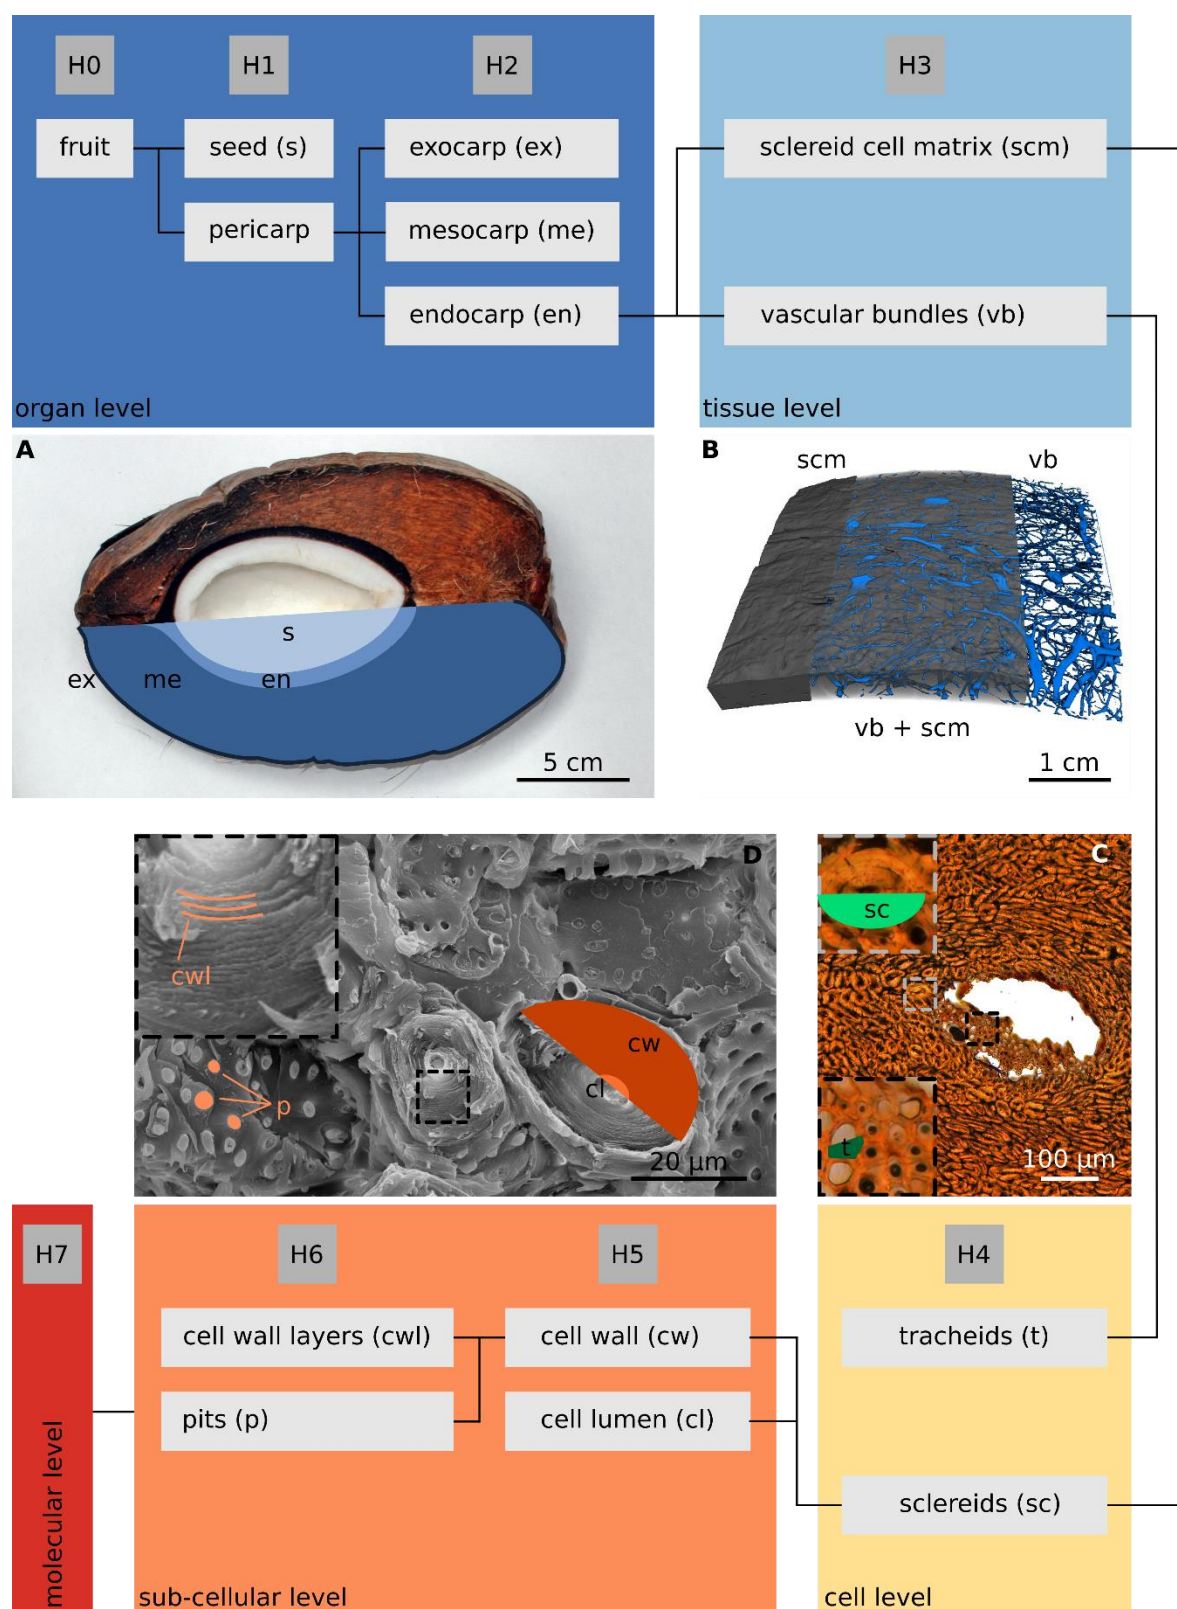 H0
H1
H2
H3
fruit
seed (s)
exocarp (ex)
sclereid cell matrix (scm)
pericarp
mesocarp (me)
endocarp (en)
vascular bundles (vb)
organ level
tissue level
A
s
ex
me
en
5 cm
B
scm
vb
vb + scm
1 cm
D
cwl
p
cw
cl
20 μm
C
sc
t
100 μm
H7
H6
H5
H4
cell wall layers (cwl)
cell wall (cw)
tracheids (t)
pits (p)
cell lumen (cl)
sclereids (sc)
molecular level
sub-cellular level
cell level